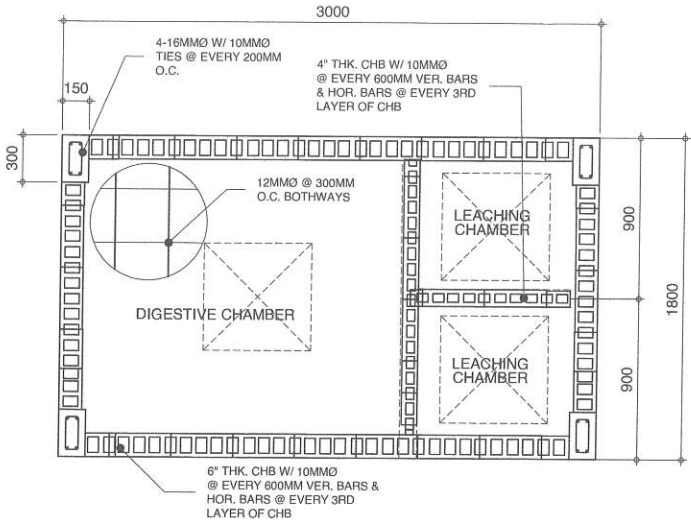 3000
4-16MMØ W/ 10MMØ
TIES @ EVERY 200MM
O.C.
4" THK. CHB W/ 10MMØ
@ EVERY 600MM VER. BARS
& HOR. BARS @ EVERY 3RD
LAYER OF CHB
150
300
12MMØ @ 300MM
O.C. BOTHWAYS
LEACHING
CHAMBER
900
DIGESTIVE CHAMBER
1800
LEACHING
CHAMBER
900
6" THK. CHB W/ 10MMØ
@ EVERY 600MM VER. BARS &
HOR. BARS @ EVERY 3RD
LAYER OF CHB